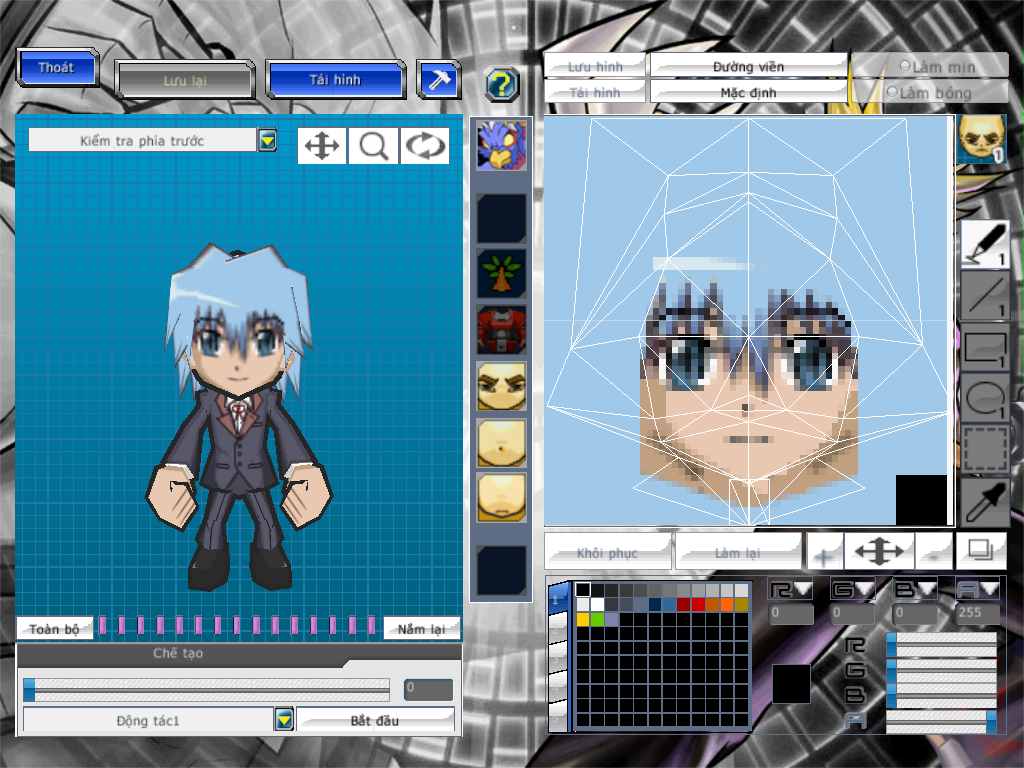 Thoát
Lưu lại
Tải hình
Lưu hình
Đường viền
Làm mịn
Tải hình
Mặc định
Làm bóng
Kiểm tra phía trước
1
1
1
1
1
Khôi phục
Làm lại
+
-
1
R
G
B
A
0
0
0
255
R
G
B
A
Toàn bộ
Nắm lại
Chế tạo
0
Động tác1
Bắt đầu